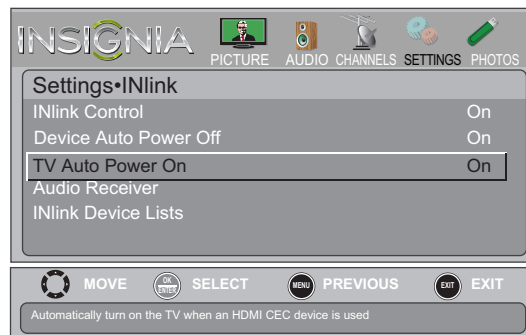 INSIGNIA
PICTURE AUDIO CHANNELS SETTINGS PHOTOS
Settings•INlink
INlink Control On
Device Auto Power Off On
TV Auto Power On On
Audio Receiver
INlink Device Lists
MOVE OK ENTER SELECT MENU PREVIOUS EXIT EXIT
Automatically turn on the TV when an HDMI CEC device is used